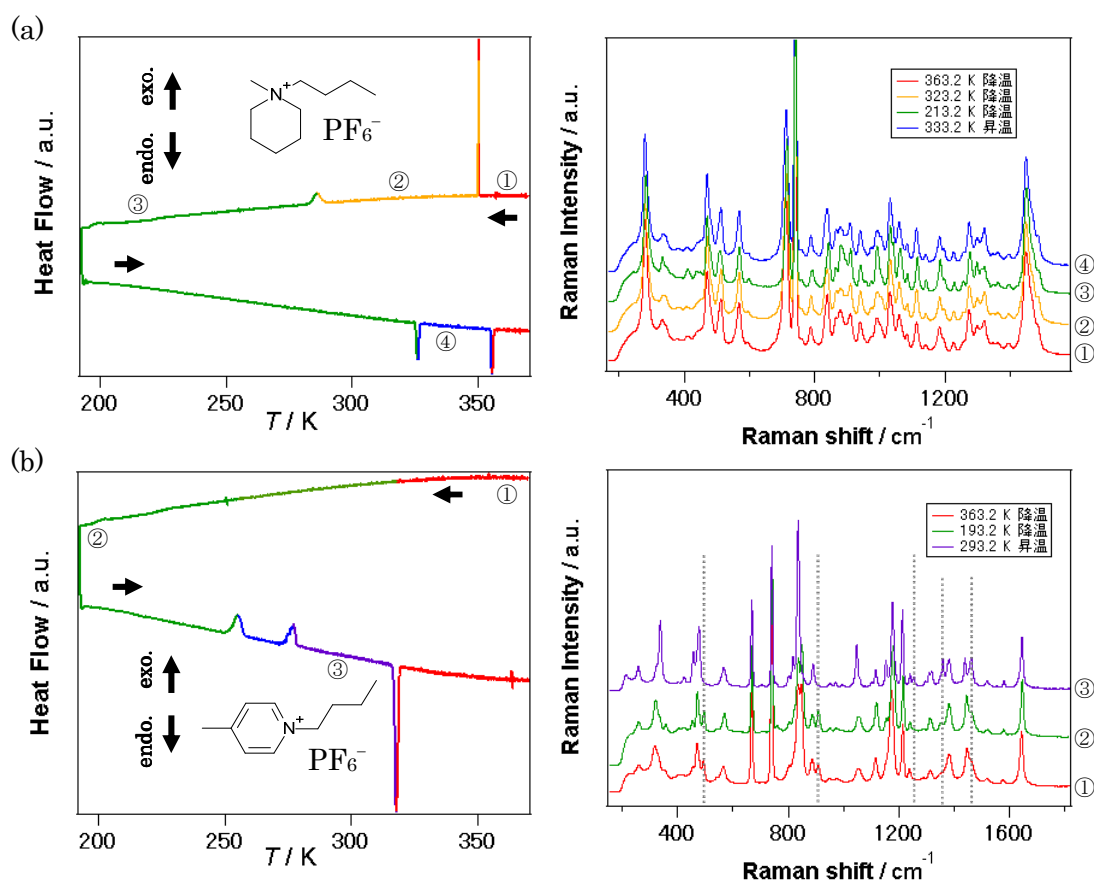 (a)
Heat Flow / a.u.
exo.
endo.
N+
PF6−
①
②
③
④
200
250
300
350
T / K
Raman Intensity / a.u.
363.2 K 降温
323.2 K 降温
213.2 K 降温
333.2 K 昇温
④
③
②
①
400
800
1200
Raman shift / cm-1
(b)
Heat Flow / a.u.
①
②
③
exo.
endo.
N+
PF6−
200
250
300
350
T / K
Raman Intensity / a.u.
363.2 K 降温
193.2 K 降温
293.2 K 昇温
③
②
①
400
800
1200
1600
Raman shift / cm-1